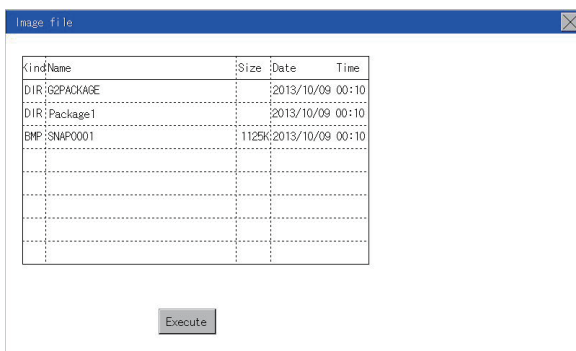 Image file
Kind Name Size Date Time
DIR G2PACKAGE 2013/10/09 00:10
DIR Package1 2013/10/09 00:10
BMP SNAP0001 1125K 2013/10/09 00:10
Execute